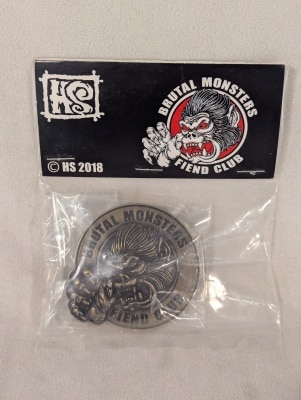 HS
BRUTAL MONSTERS
FIEND CLUB
© HS 2018
BRUTAL MONSTERS
FIEND CLUB